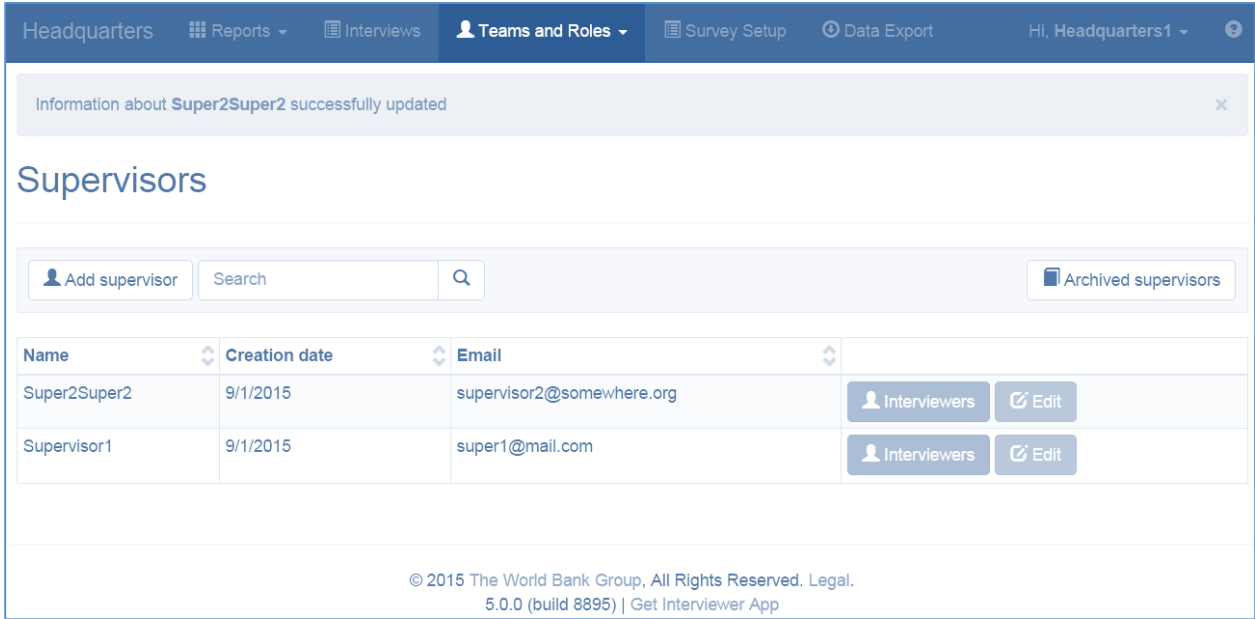 Headquarters Reports Interviews Teams and Roles Survey Setup Data Export Hi, Headquarters1
Information about Super2Super2 successfully updated ×
Supervisors
Add supervisor Search Archived supervisors
Name Creation date Email
Super2Super2 9/1/2015 supervisor2@somewhere.org Interviewers Edit
Supervisor1 9/1/2015 super1@mail.com Interviewers Edit
© 2015 The World Bank Group, All Rights Reserved. Legal.
5.0.0 (build 8895) | Get Interviewer App